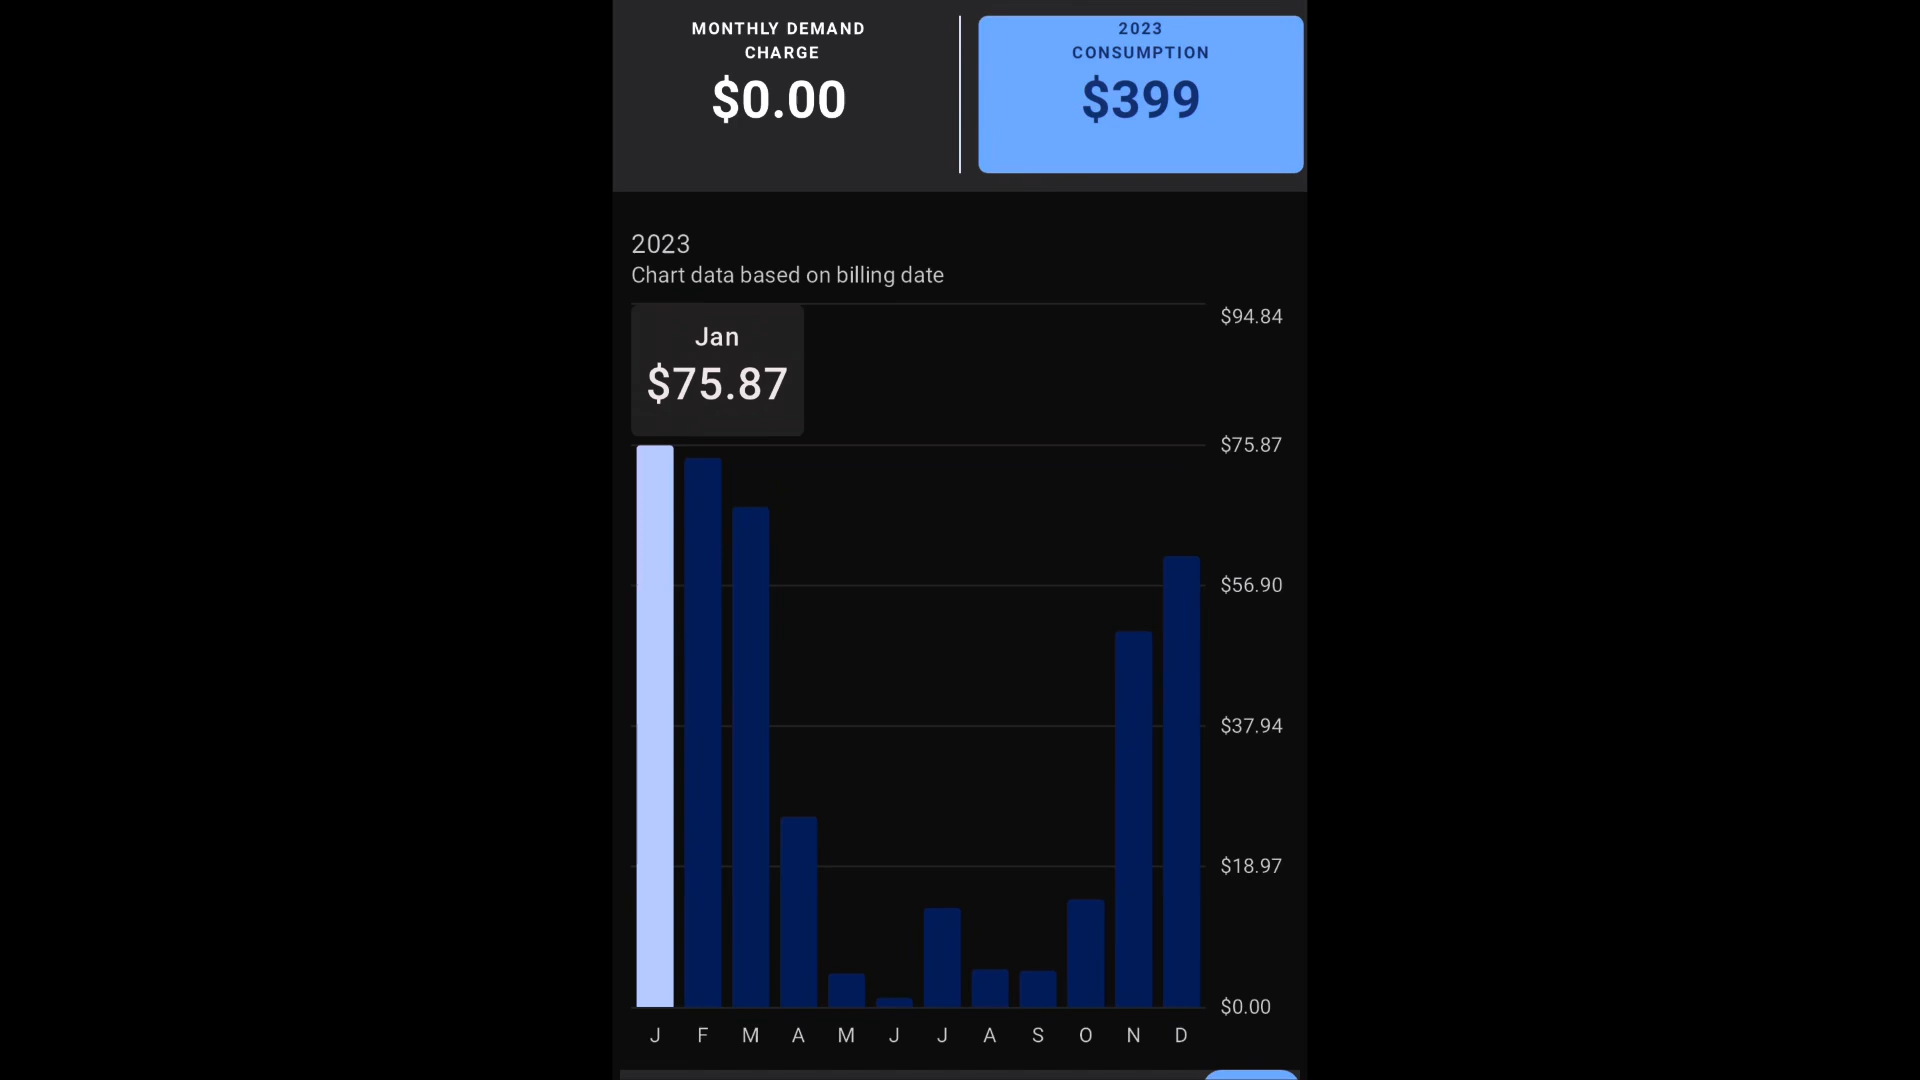 MONTHLY DEMAND
CHARGE
$0.00
2023
CONSUMPTION
$399
2023
Chart data based on billing date
$94.84
Jan
$75.87
$75.87
$56.90
$37.94
$18.97
$0.00
J F M A M J J A S O N D